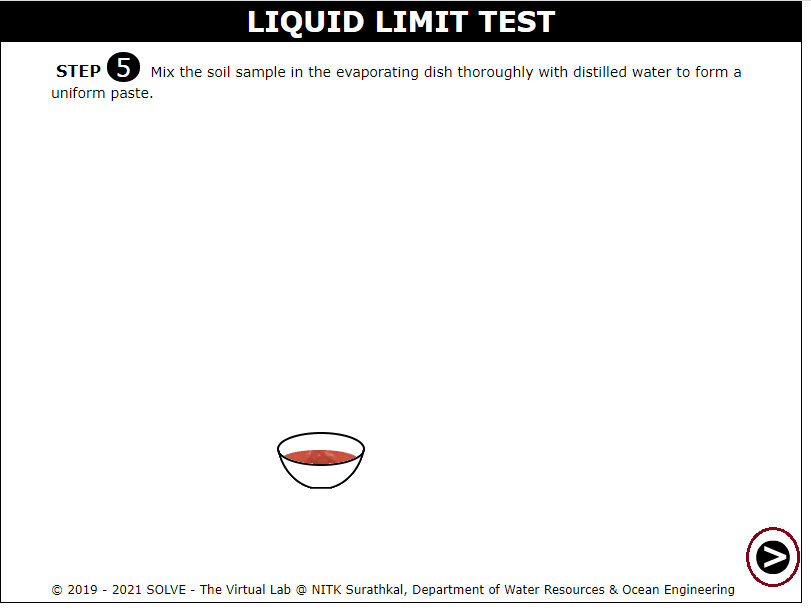 LIQUID LIMIT TEST
STEP 5 Mix the soil sample in the evaporating dish thoroughly with distilled water to form a
uniform paste.
>
© 2019 - 2021 SOLVE - The Virtual Lab @ NITK Surathkal, Department of Water Resources & Ocean Engineering